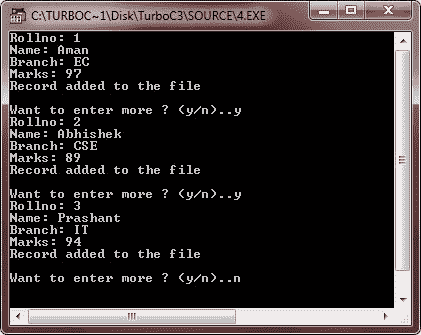 C:\TURBOC~1\Disk\TurboC3\SOURCE\4.EXE
Rollno: 1
Name: Aman
Branch: EC
Marks: 97
Record added to the file
Want to enter more ? (y/n)..y
Rollno: 2
Name: Abhishek
Branch: CSE
Marks: 89
Record added to the file
Want to enter more ? (y/n)..y
Rollno: 3
Name: Prashant
Branch: IT
Marks: 94
Record added to the file
Want to enter more ? (y/n)..n